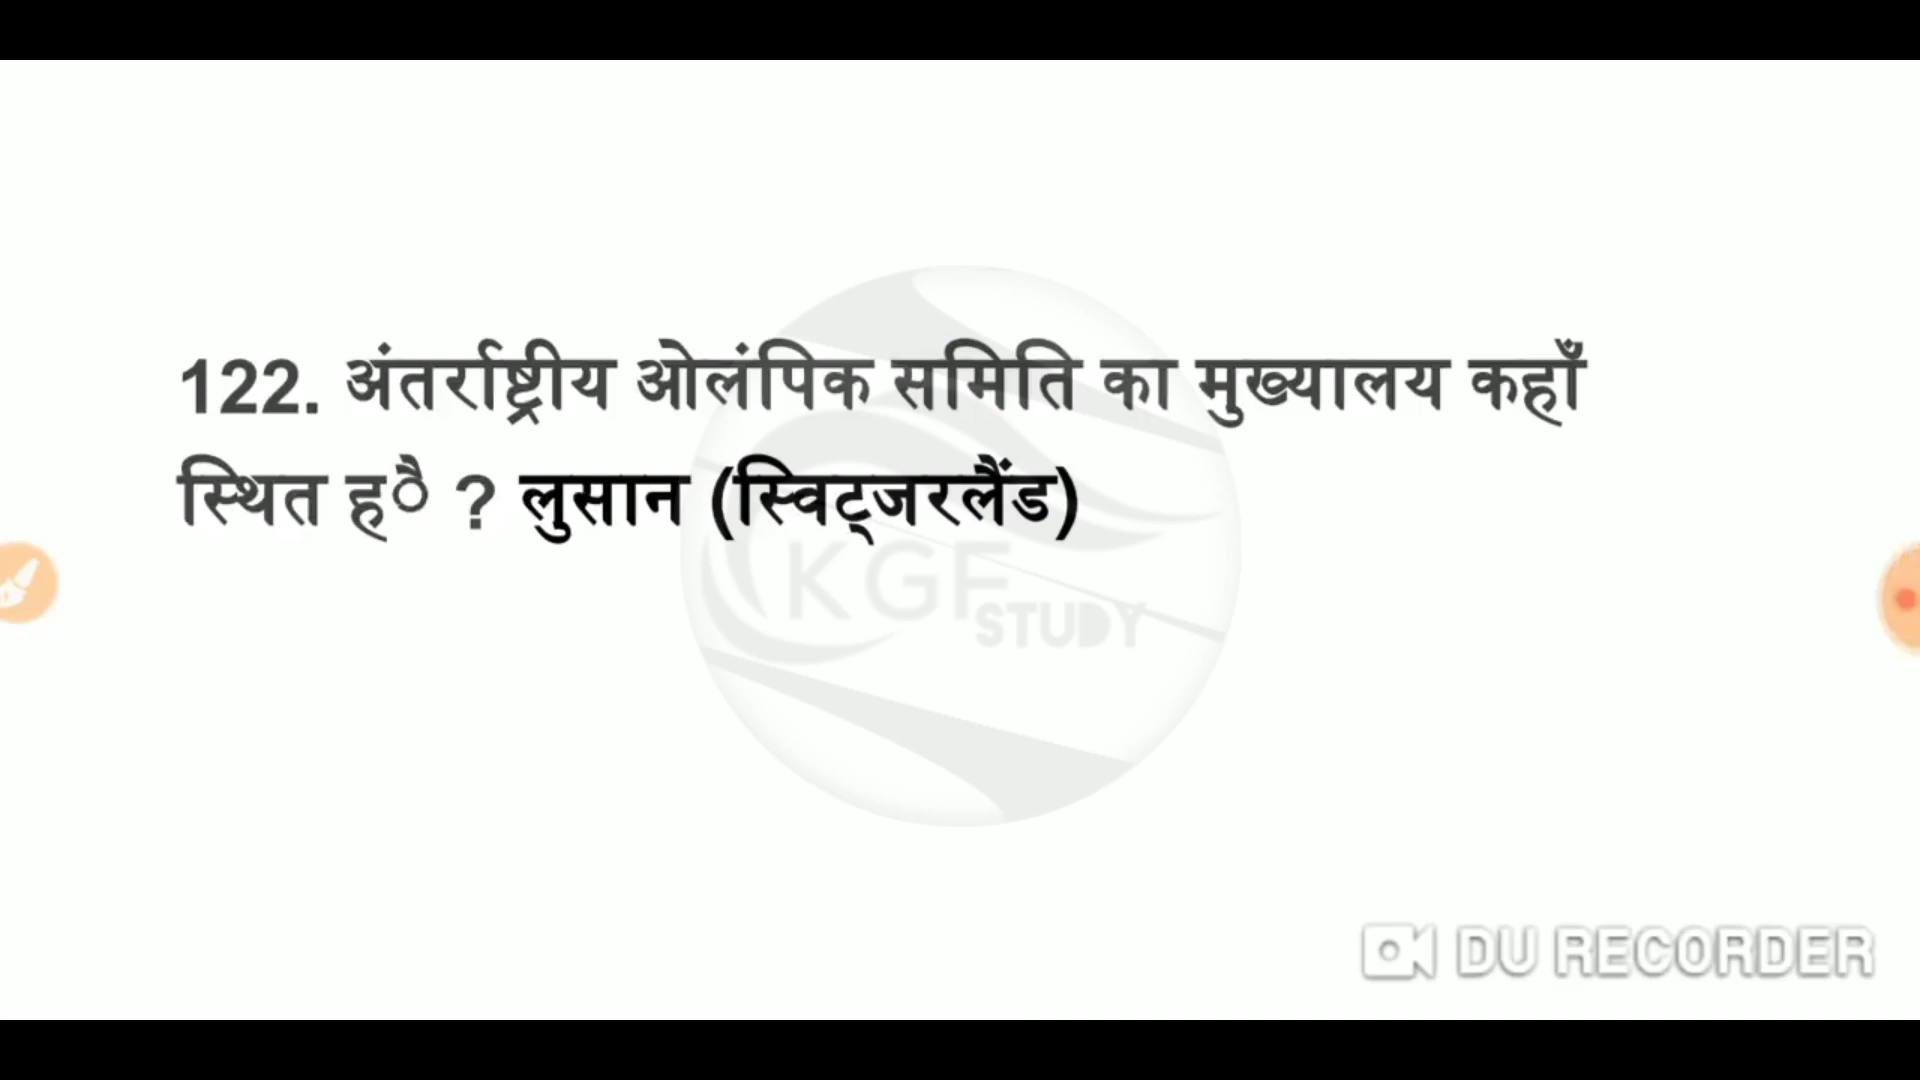 122. अंतर्राष्ट्रीय ओलंपिक समिति का मुख्यालय कहाँ
स्थित है ? लुसान (स्विट्जरलैंड)
KGF
STUDY
DU RECORDER